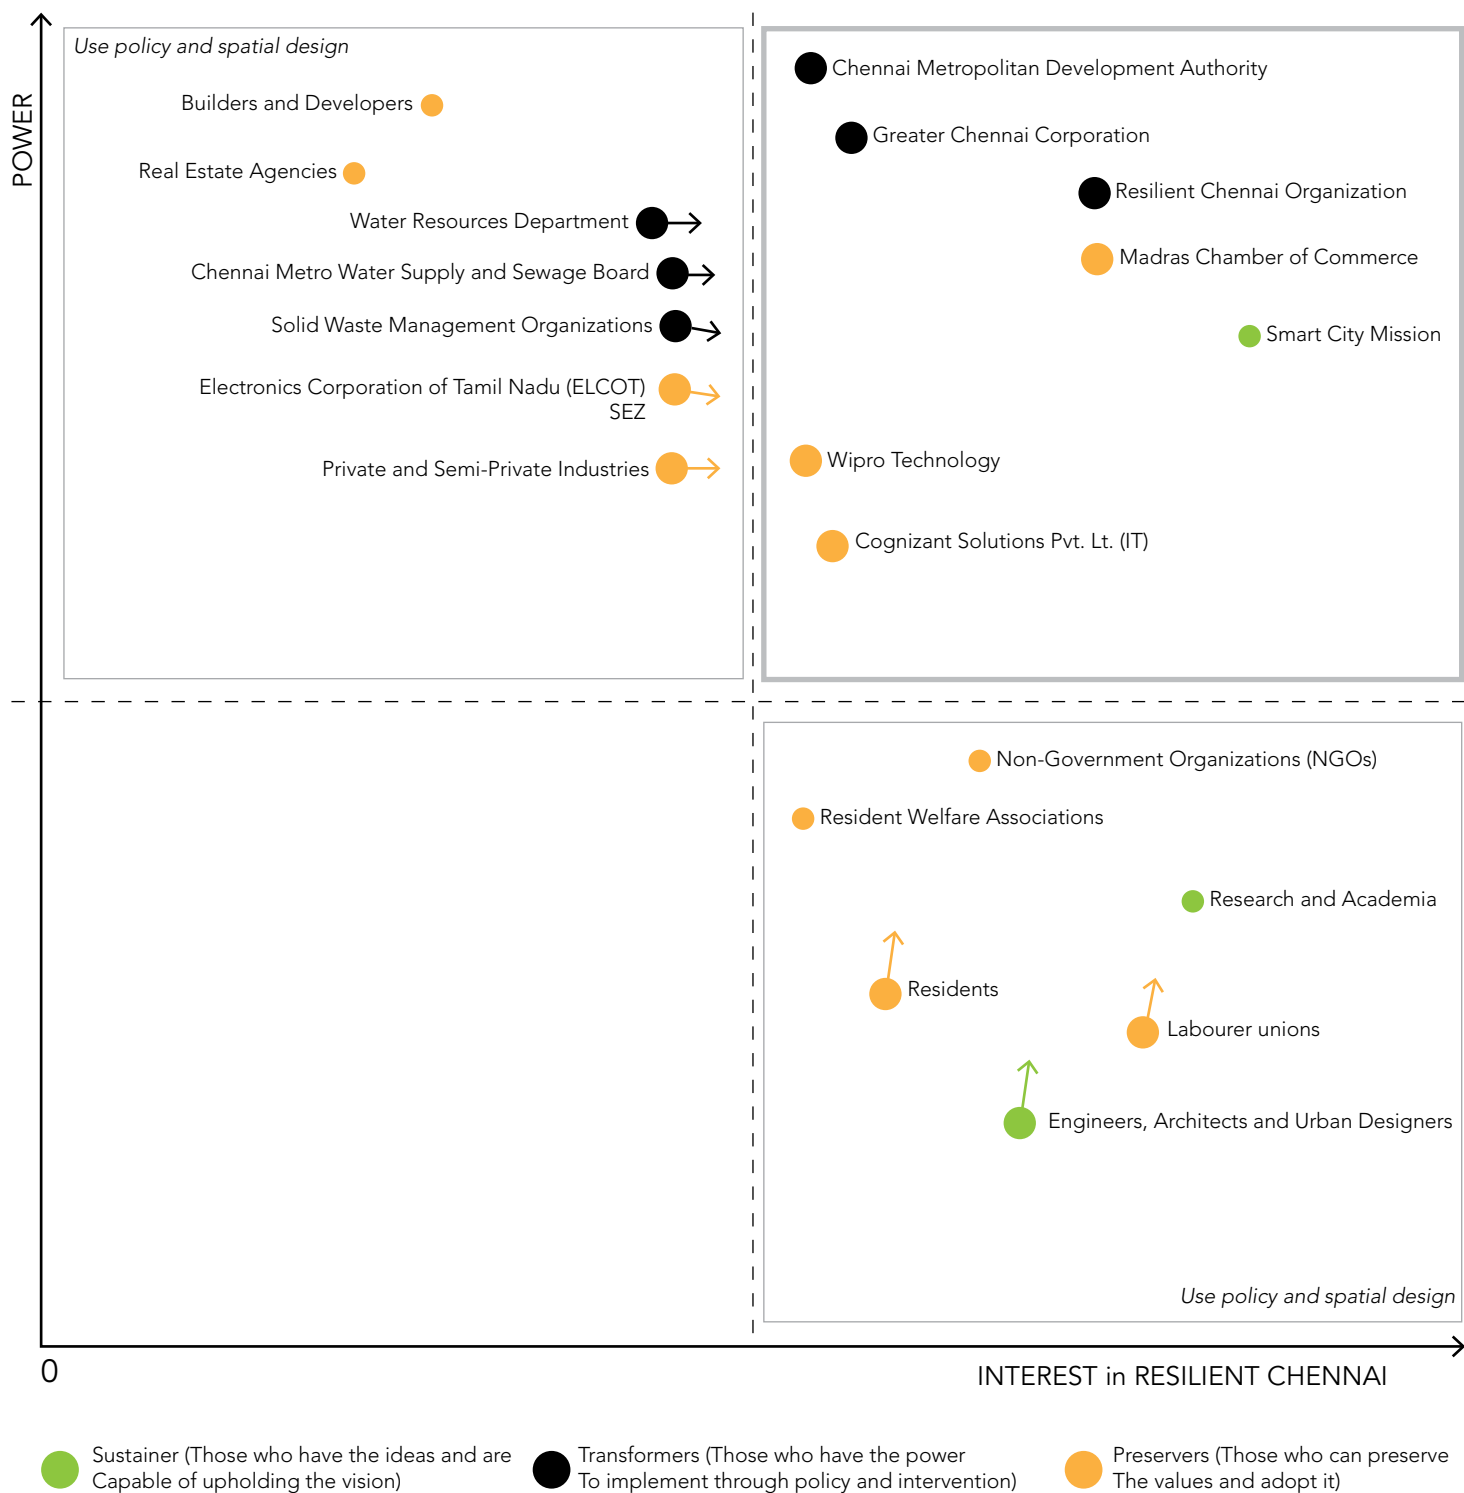 POWER
Use policy and spatial design
Builders and Developers
Real Estate Agencies
Water Resources Department
Chennai Metro Water Supply and Sewage Board
Solid Waste Management Organizations
Electronics Corporation of Tamil Nadu (ELCOT)
SEZ
Private and Semi-Private Industries
Chennai Metropolitan Development Authority
Greater Chennai Corporation
Resilient Chennai Organization
Madras Chamber of Commerce
Smart City Mission
Wipro Technology
Cognizant Solutions Pvt. Lt. (IT)
Non-Government Organizations (NGOs)
Resident Welfare Associations
Research and Academia
Residents
Labourer unions
Engineers, Architects and Urban Designers
Use policy and spatial design
0
INTEREST in RESILIENT CHENNAI
Sustainer (Those who have the ideas and are
Capable of upholding the vision)
Transformers (Those who have the power
To implement through policy and intervention)
Preservers (Those who can preserve
The values and adopt it)